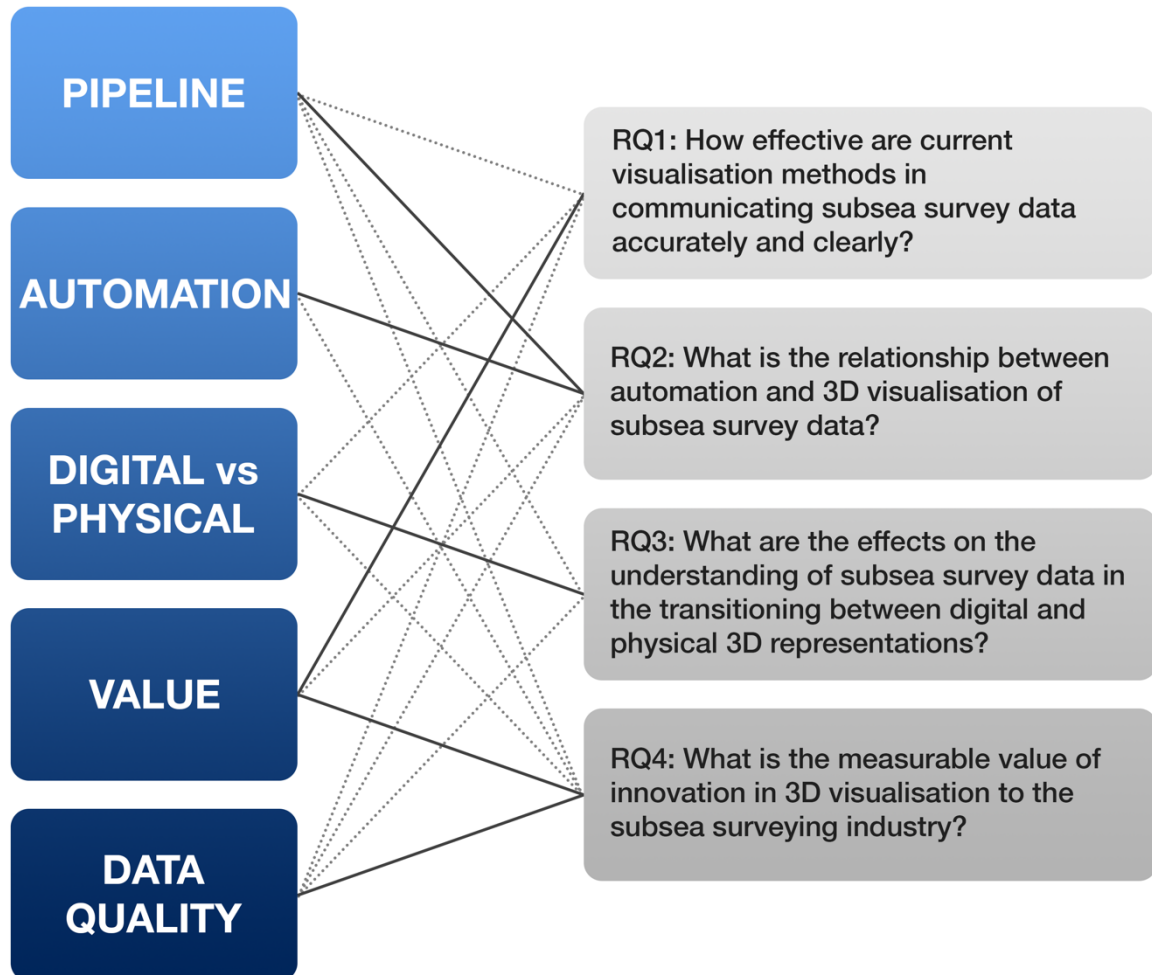 PIPELINE
AUTOMATION
DIGITAL vs
PHYSICAL
VALUE
DATA
QUALITY
RQ1: How effective are current
visualisation methods in
communicating subsea survey data
accurately and clearly?
RQ2: What is the relationship between
automation and 3D visualisation of
subsea survey data?
RQ3: What are the effects on the
understanding of subsea survey data in
the transitioning between digital and
physical 3D representations?
RQ4: What is the measurable value of
innovation in 3D visualisation to the
subsea surveying industry?